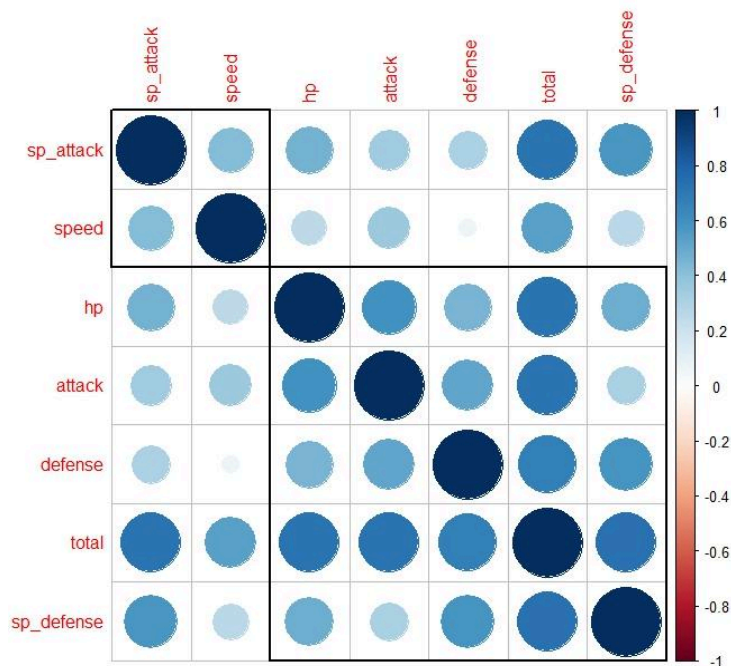 sp_attack
speed
hp
attack
defense
total
sp_defense
sp_attack
speed
hp
attack
defense
total
sp_defense
1
0.8
0.6
0.4
0.2
0
-0.2
-0.4
-0.6
-0.8
-1